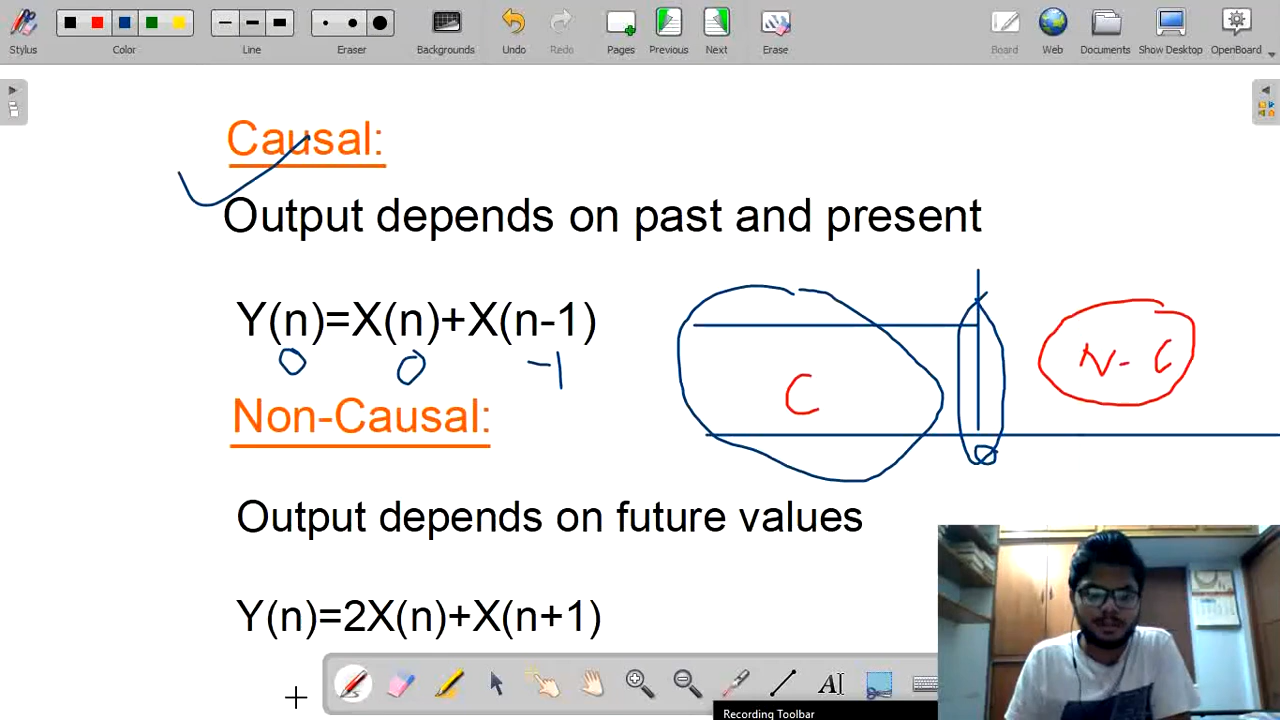 Stylus Color Line Eraser Backgrounds Undo Redo Pages Previous Next Erase Board Web Documents Show Desktop OpenBoard
Causal:
Output depends on past and present
Y(n)=X(n)+X(n-1)
0 0 -1
C
N-C
0
Non-Causal:
Output depends on future values
Y(n)=2X(n)+X(n+1)
Recording Toolbar